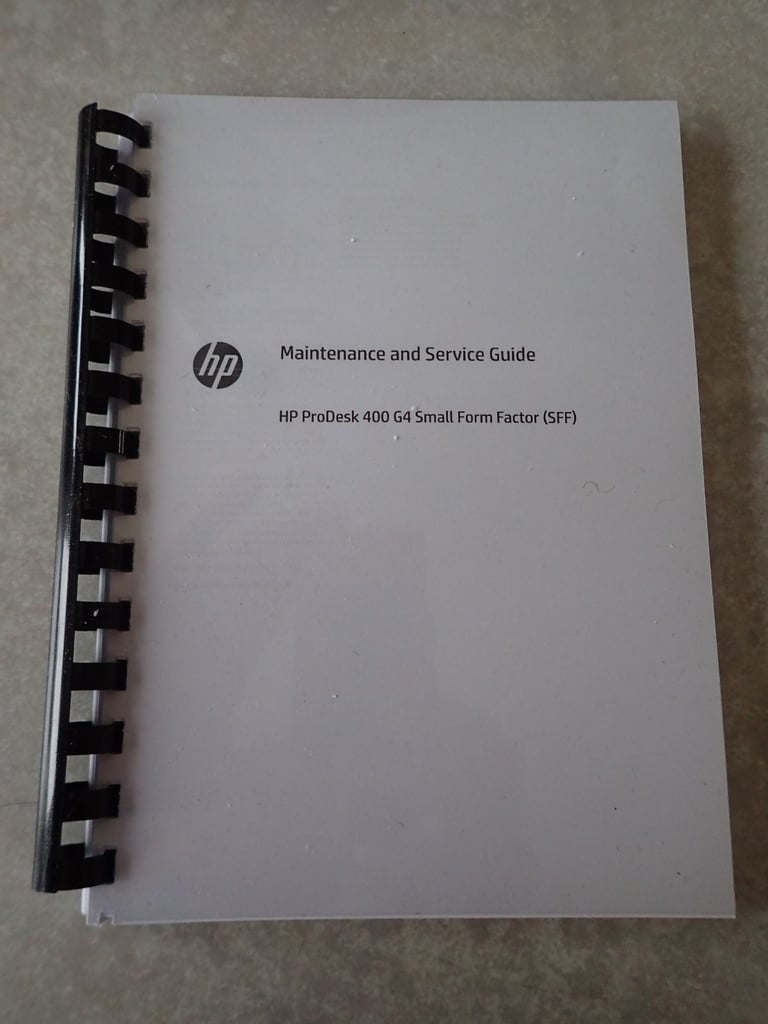 hp
Maintenance and Service Guide
HP ProDesk 400 G4 Small Form Factor (SFF)